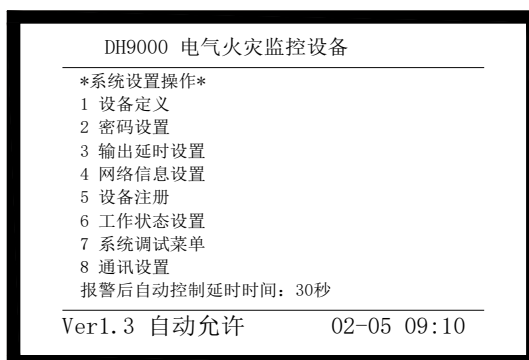 DH9000 电气火灾监控设备
*系统设置操作*
1 设备定义
2 密码设置
3 输出延时设置
4 网络信息设置
5 设备注册
6 工作状态设置
7 系统调试菜单
8 通讯设置
报警后自动控制延时时间：30秒
Ver1.3 自动允许 02-05 09:10